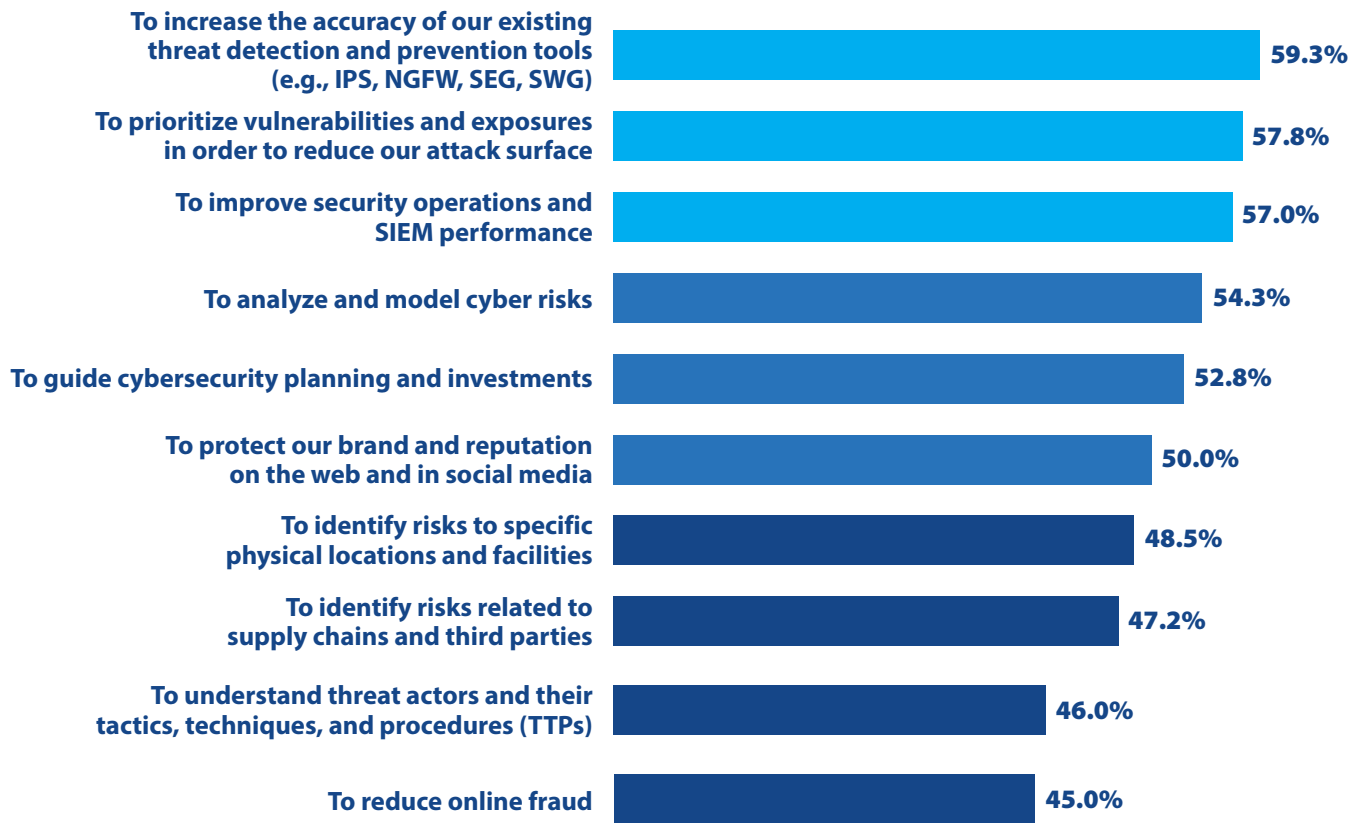 To increase the accuracy of our existing
threat detection and prevention tools
(e.g., IPS, NGFW, SEG, SWG)
59.3%
To prioritize vulnerabilities and exposures
in order to reduce our attack surface
57.8%
To improve security operations and
SIEM performance
57.0%
To analyze and model cyber risks
54.3%
To guide cybersecurity planning and investments
52.8%
To protect our brand and reputation
on the web and in social media
50.0%
To identify risks to specific
physical locations and facilities
48.5%
To identify risks related to
supply chains and third parties
47.2%
To understand threat actors and their
tactics, techniques, and procedures (TTPs)
46.0%
To reduce online fraud
45.0%